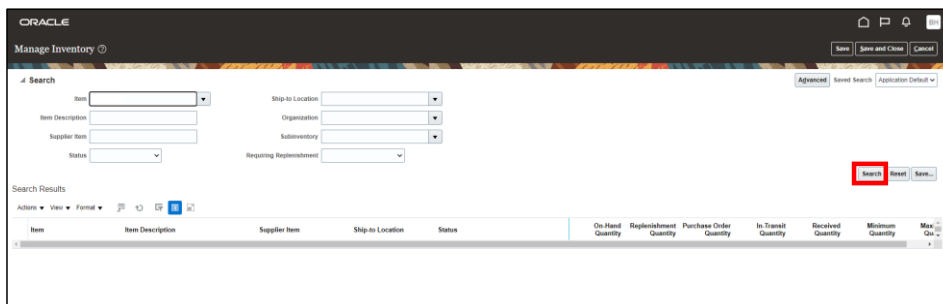 ORACLE
BH
Manage Inventory
Save Save and Close Cancel
Search
Advanced Saved Search Application Default
Item Ship-to Location
Item Description Organization
Supplier Item Subinventory
Status Requiring Replenishment
Search Reset Save...
Search Results
Actions View Format
Item Item Description Supplier Item Ship-to Location Status On-Hand Quantity Replenishment Quantity Purchase Order Quantity In-Transit Quantity Received Quantity Minimum Quantity